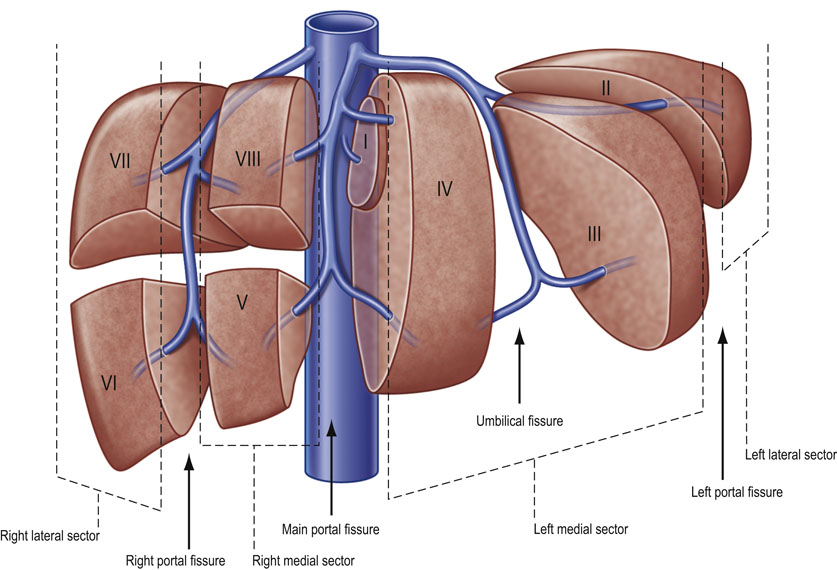 II
VII
VIII
I
IV
III
V
VI
Umbilical fissure
Left lateral sector
Left portal fissure
Main portal fissure
Left medial sector
Right lateral sector
Right portal fissure
Right medial sector